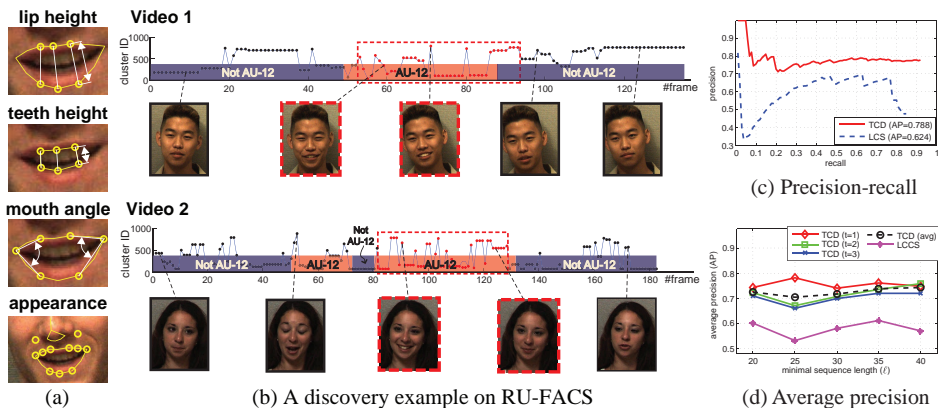 lip height
teeth height
mouth angle
appearance
(a)
Video 1
cluster ID
1000
500
0
Not AU-12
AU-12
Not AU-12
0 20 40 60 80 100 120
#frame
Video 2
cluster ID
1000
500
0
Not AU-12
AU-12
Not AU-12
AU-12
Not AU-12
0 20 40 60 80 100 120 140 160 180
#frame
(b) A discovery example on RU-FACS
precision
0.9
0.8
0.7
0.6
0.5
0.4
0.3
TCD (AP=0.788)
LCS (AP=0.624)
0 0.1 0.2 0.3 0.4 0.5 0.6 0.7 0.8 0.9 1
recall
(c) Precision-recall
average precision (AP)
0.9
0.8
0.7
0.6
0.5
TCD (t=1)
TCD (t=2)
TCD (t=3)
TCD (avg)
LCCS
20 25 30 35 40
minimal sequence length (ℓ)
(d) Average precision